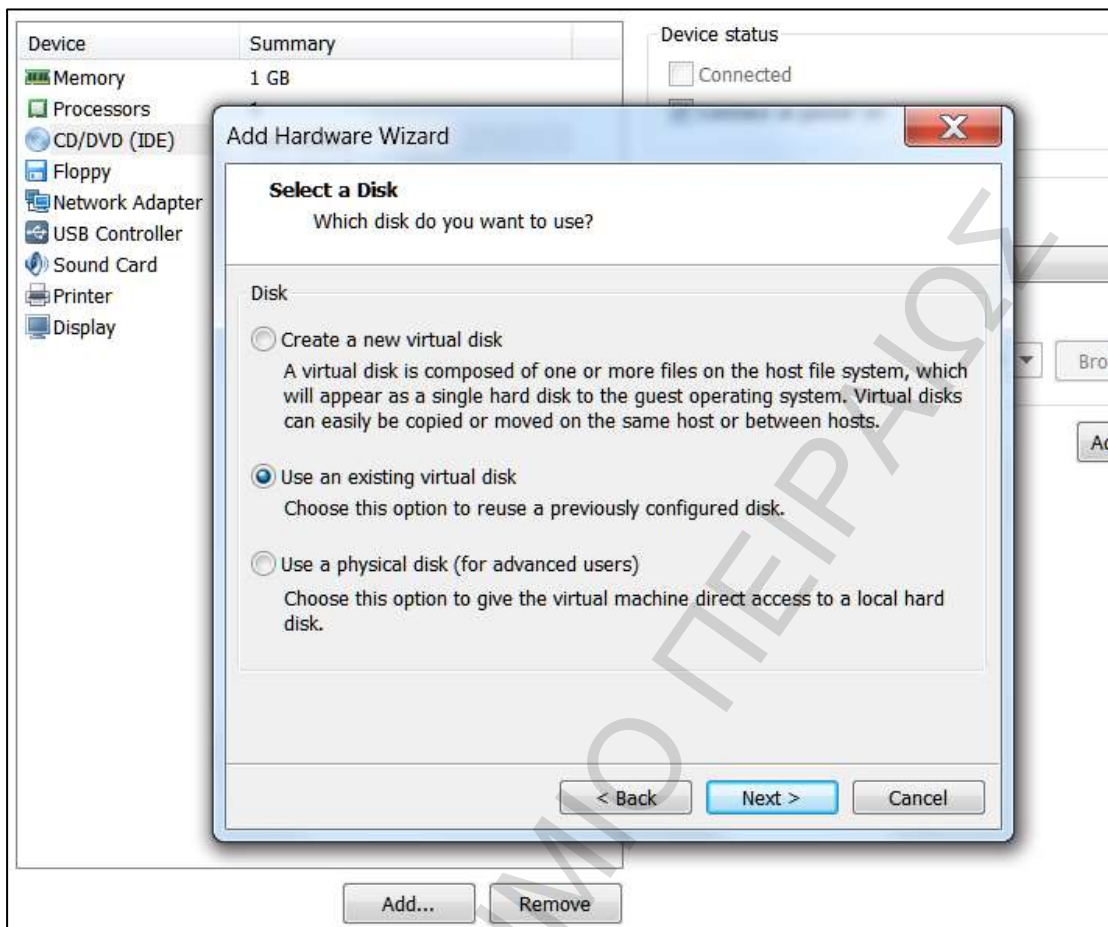 Device Summary
Device status
Memory 1 GB
Connected
Processors
CD/DVD (IDE)
Floppy
Network Adapter
USB Controller
Sound Card
Printer
Display
Add Hardware Wizard
Select a Disk
Which disk do you want to use?
Disk
Create a new virtual disk
A virtual disk is composed of one or more files on the host file system, which
will appear as a single hard disk to the guest operating system. Virtual disks
can easily be copied or moved on the same host or between hosts.
Use an existing virtual disk
Choose this option to reuse a previously configured disk.
Use a physical disk (for advanced users)
Choose this option to give the virtual machine direct access to a local hard
disk.
< Back Next > Cancel
Bro
Ad
Add... Remove
ΜΙΟ ΠΕΙΡΑΙΩΣ